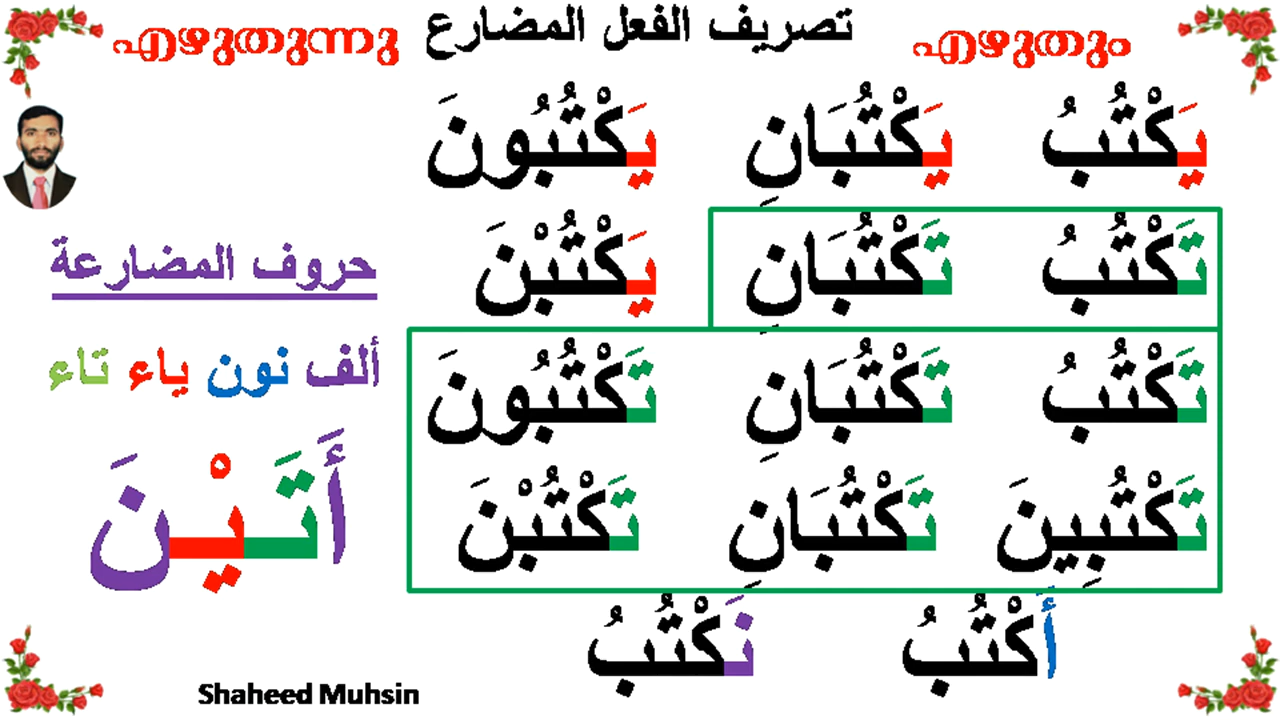 تصريف الفعل المضارع
എഴുതുന്നു
എഴുതും
يَكْتُبُ يَكْتُبَانِ يَكْتُبُونَ
تَكْتُبُ تَكْتُبَانِ يَكْتُبْنَ
تَكْتُبُ تَكْتُبَانِ تَكْتُبُونَ
تَكْتُبِينَ تَكْتُبَانِ تَكْتُبْنَ
أَكْتُبُ نَكْتُبُ
حروف المضارعة
ألف نون ياء تاء
أَتَيْنَ
Shaheed Muhsin